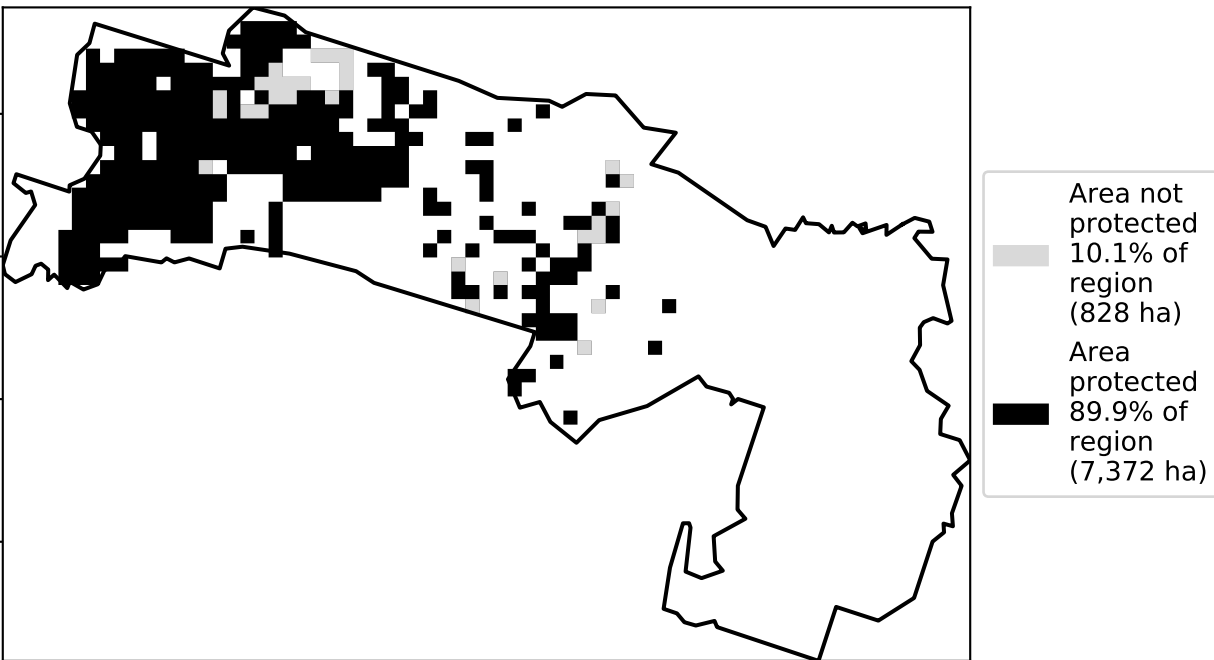 Area not
protected
10.1% of
region
(828 ha)
Area
protected
89.9% of
region
(7,372 ha)